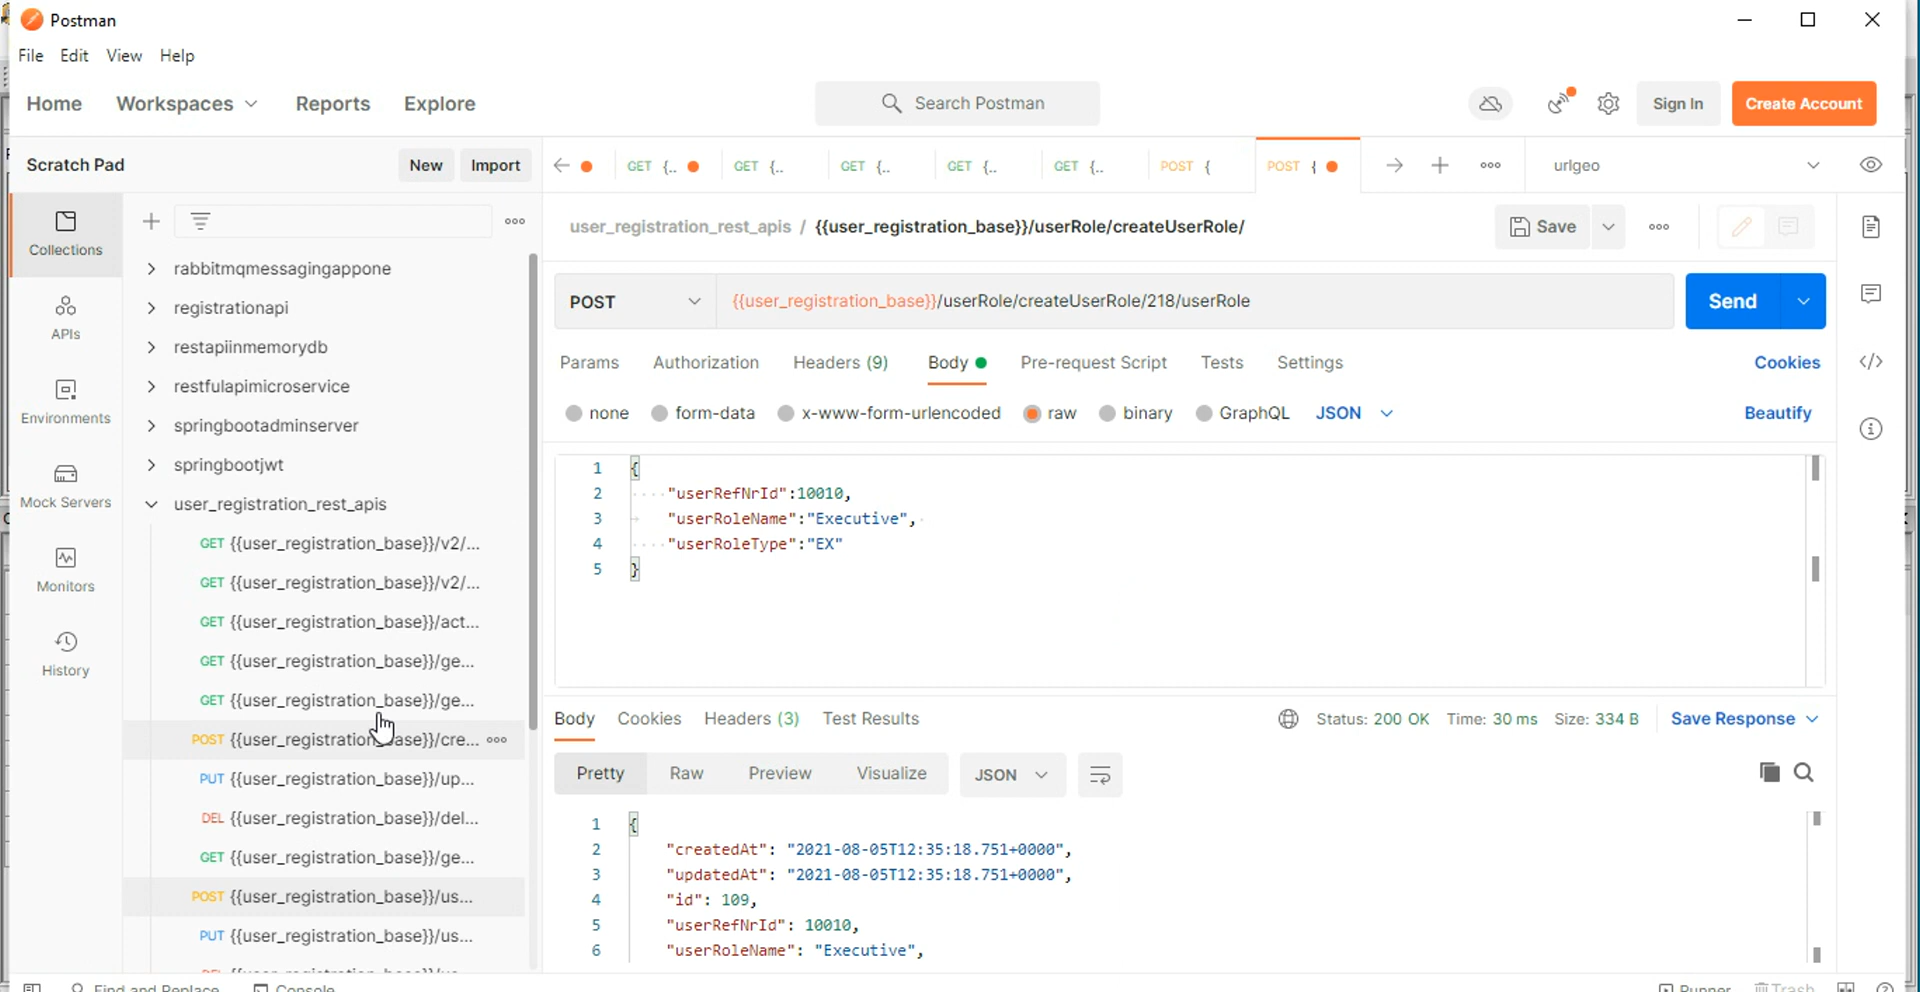 Postman
File Edit View Help
Home Workspaces Reports Explore Search Postman Sign In Create Account
Scratch Pad New Import GET {.. GET {.. GET {.. GET {.. GET {.. POST { POST { urlgeo
user_registration_rest_apis / {{user_registration_base}}/userRole/createUserRole/ Save
POST {{user_registration_base}}/userRole/createUserRole/218/userRole Send
Params Authorization Headers (9) Body Pre-request Script Tests Settings Cookies
none form-data x-www-form-urlencoded raw binary GraphQL JSON Beautify
1 {
2 "userRefNrId":10010,
3 "userRoleName":"Executive",
4 "userRoleType":"EX"
5 }
Collections
APIs
Environments
Mock Servers
Monitors
History
rabbitmqmessagingappone
registrationapi
restapiinmemorydb
restfulapimicroservice
springbootadminserver
springbootjwt
user_registration_rest_apis
GET {{user_registration_base}}/v2/...
GET {{user_registration_base}}/v2/...
GET {{user_registration_base}}/act...
GET {{user_registration_base}}/ge...
GET {{user_registration_base}}/ge...
POST {{user_registration_base}}/cre...
PUT {{user_registration_base}}/up...
DEL {{user_registration_base}}/del...
GET {{user_registration_base}}/ge...
POST {{user_registration_base}}/us...
PUT {{user_registration_base}}/us...
Body Cookies Headers (3) Test Results Status: 200 OK Time: 30 ms Size: 334 B Save Response
Pretty Raw Preview Visualize JSON
1 {
2 "createdAt": "2021-08-05T12:35:18.751+0000",
3 "updatedAt": "2021-08-05T12:35:18.751+0000",
4 "id": 109,
5 "userRefNrId": 10010,
6 "userRoleName": "Executive",
Find and Replace Console Runner Trash